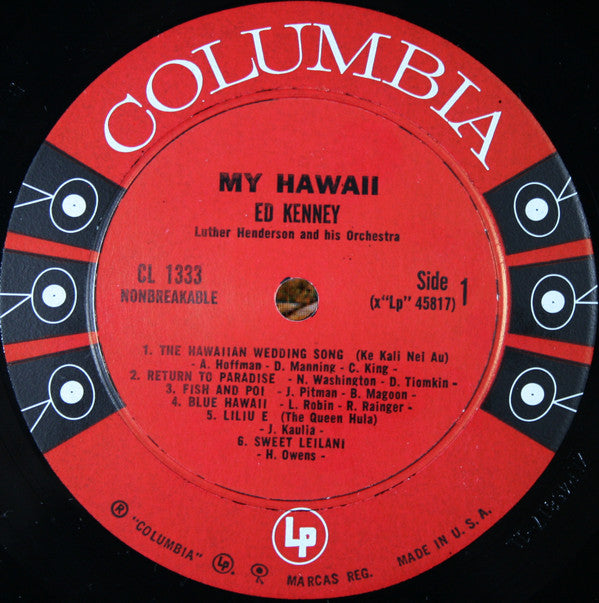 COLUMBIA
MY HAWAII
ED KENNEY
Luther Henderson and his Orchestra
CL 1333
NONBREAKABLE
Side 1
(x"Lp" 45817)
1. THE HAWAIIAN WEDDING SONG (Ke Kali Nei Au)
- A. Hoffman - D. Manning - C. King -
2. RETURN TO PARADISE - N. Washington - D. Tiomkin -
3. FISH AND POI - J. Pitman - B. Magoon -
4. BLUE HAWAII - L. Robin - R. Rainger -
5. LILIU E (The Queen Hula)
- J. Kaulia -
6. SWEET LEILANI
- H. Owens -
Lp
® "COLUMBIA" Lp MARCAS REG. MADE IN U.S.A.